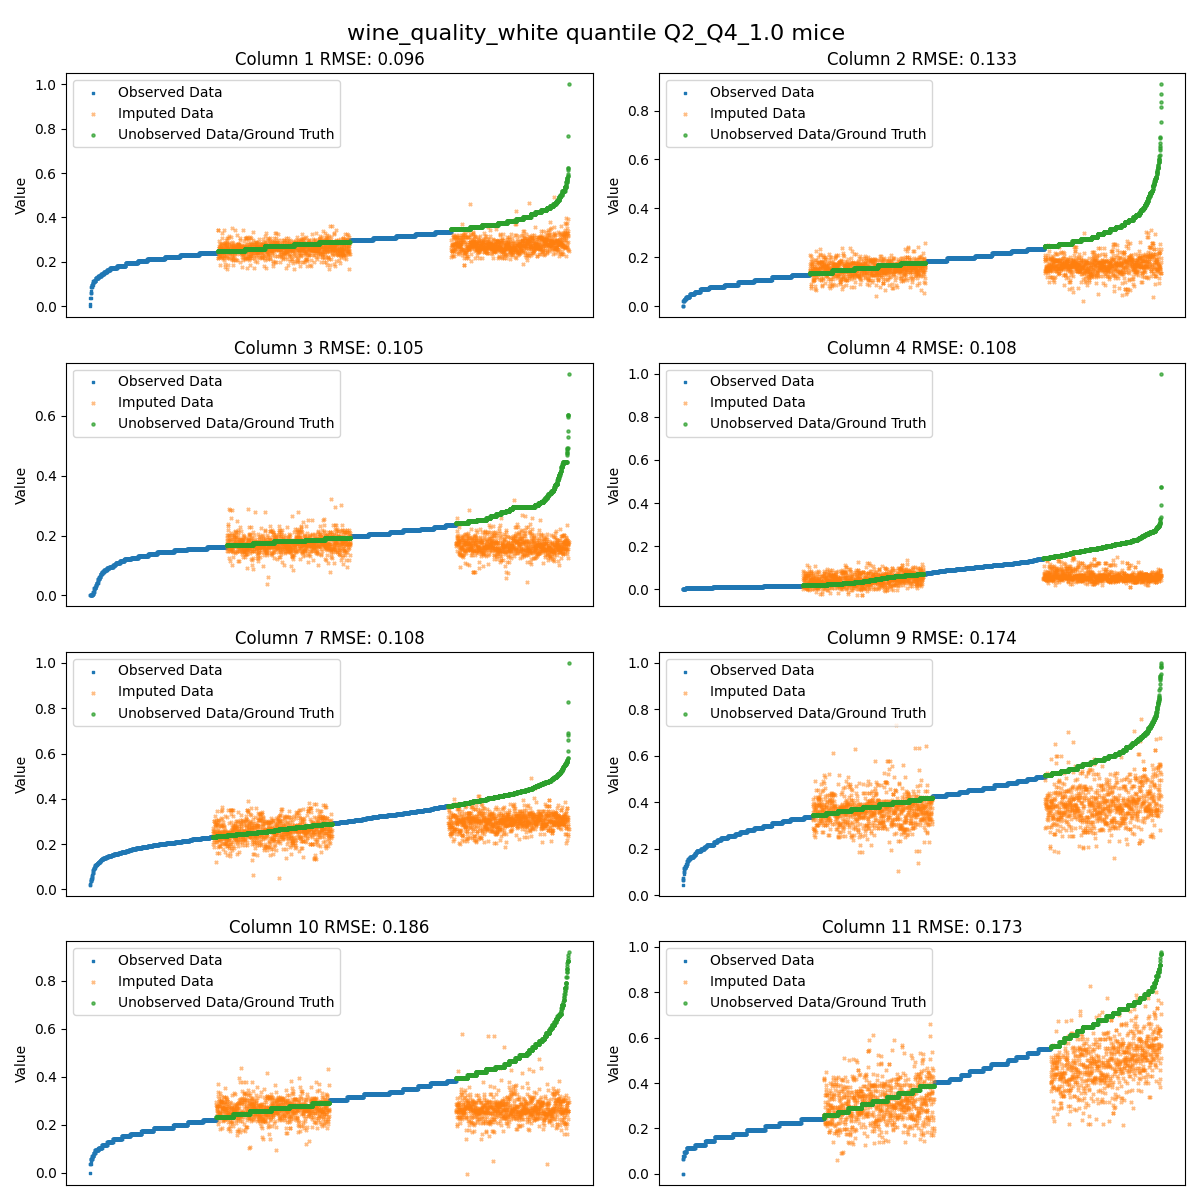 wine_quality_white quantile Q2_Q4_1.0 mice
Column 1 RMSE: 0.096
Value
1.0
0.8
0.6
0.4
0.2
0.0
Observed Data
Imputed Data
Unobserved Data/Ground Truth
Column 2 RMSE: 0.133
Value
0.8
0.6
0.4
0.2
0.0
Observed Data
Imputed Data
Unobserved Data/Ground Truth
Column 3 RMSE: 0.105
Value
0.6
0.4
0.2
0.0
Observed Data
Imputed Data
Unobserved Data/Ground Truth
Column 4 RMSE: 0.108
Value
1.0
0.8
0.6
0.4
0.2
0.0
Observed Data
Imputed Data
Unobserved Data/Ground Truth
Column 7 RMSE: 0.108
Value
1.0
0.8
0.6
0.4
0.2
0.0
Observed Data
Imputed Data
Unobserved Data/Ground Truth
Column 9 RMSE: 0.174
Value
1.0
0.8
0.6
0.4
0.2
0.0
Observed Data
Imputed Data
Unobserved Data/Ground Truth
Column 10 RMSE: 0.186
Value
0.8
0.6
0.4
0.2
0.0
Observed Data
Imputed Data
Unobserved Data/Ground Truth
Column 11 RMSE: 0.173
Value
1.0
0.8
0.6
0.4
0.2
0.0
Observed Data
Imputed Data
Unobserved Data/Ground Truth